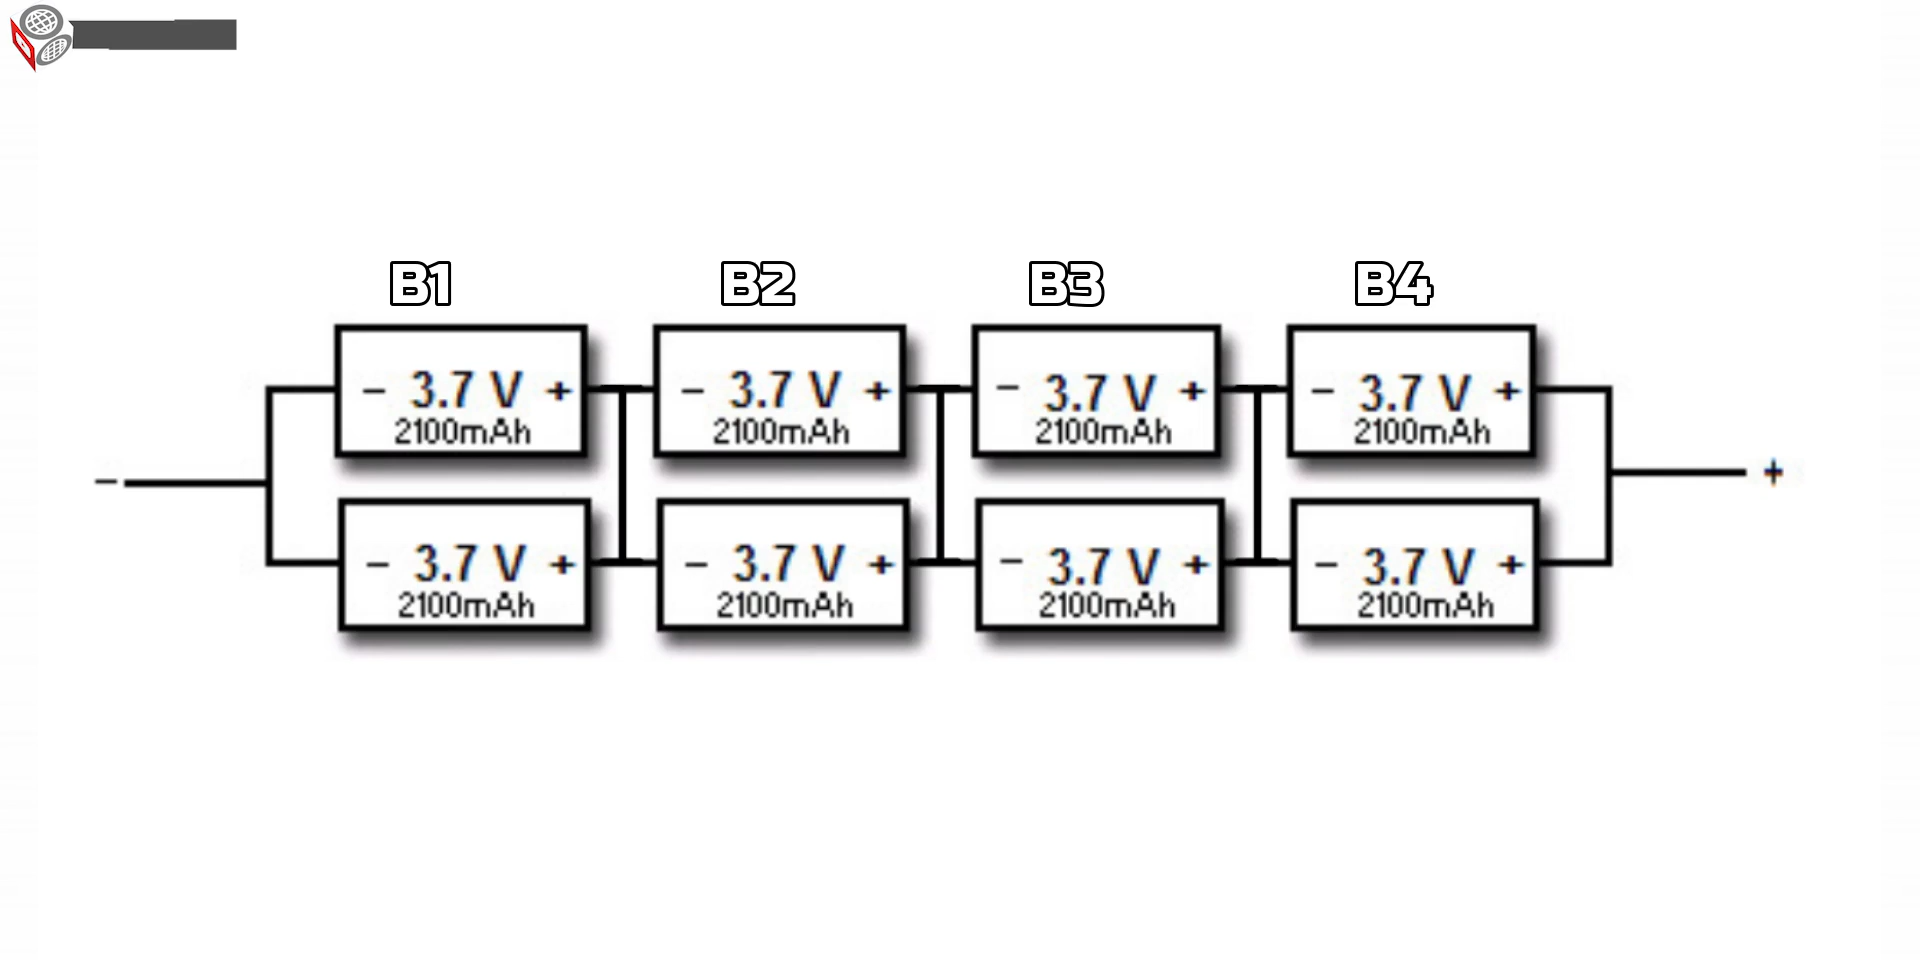 B1 B2 B3 B4
− 3.7 V + − 3.7 V + − 3.7 V + − 3.7 V +
2100mAh 2100mAh 2100mAh 2100mAh
− +
− 3.7 V + − 3.7 V + − 3.7 V + − 3.7 V +
2100mAh 2100mAh 2100mAh 2100mAh